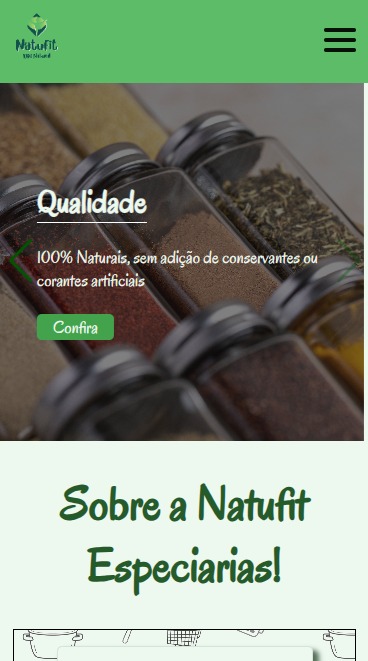 Natufit
100% Natural
Qualidade
100% Naturais, sem adição de conservantes ou
corantes artificiais
Confira
Sobre a Natufit
Especiarias!